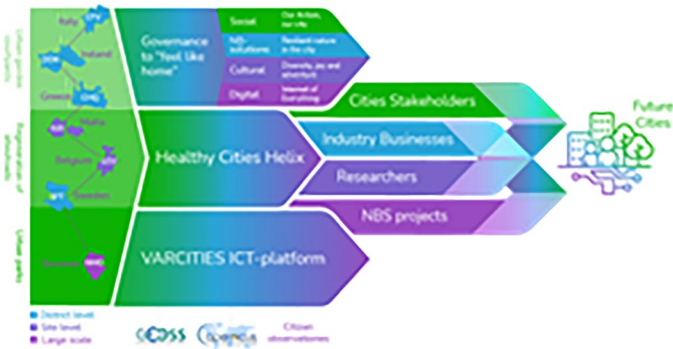 Italy
Ireland
Greece
Malta
Belgium
Sweden
Governance
to "feel like
home"
Social
Our Action,
our city
NB-
solutions
Resilient nature
in the city
Cultural
Diversity, joy and
adventure
Digital
Internet of
Everything
Healthy Cities Helix
VARCITIES ICT-platform
Cities Stakeholders
Industry Businesses
Researchers
NBS projects
Future
Cities
Urban parks
District level
Site level
Large scale
Citizen
observatories